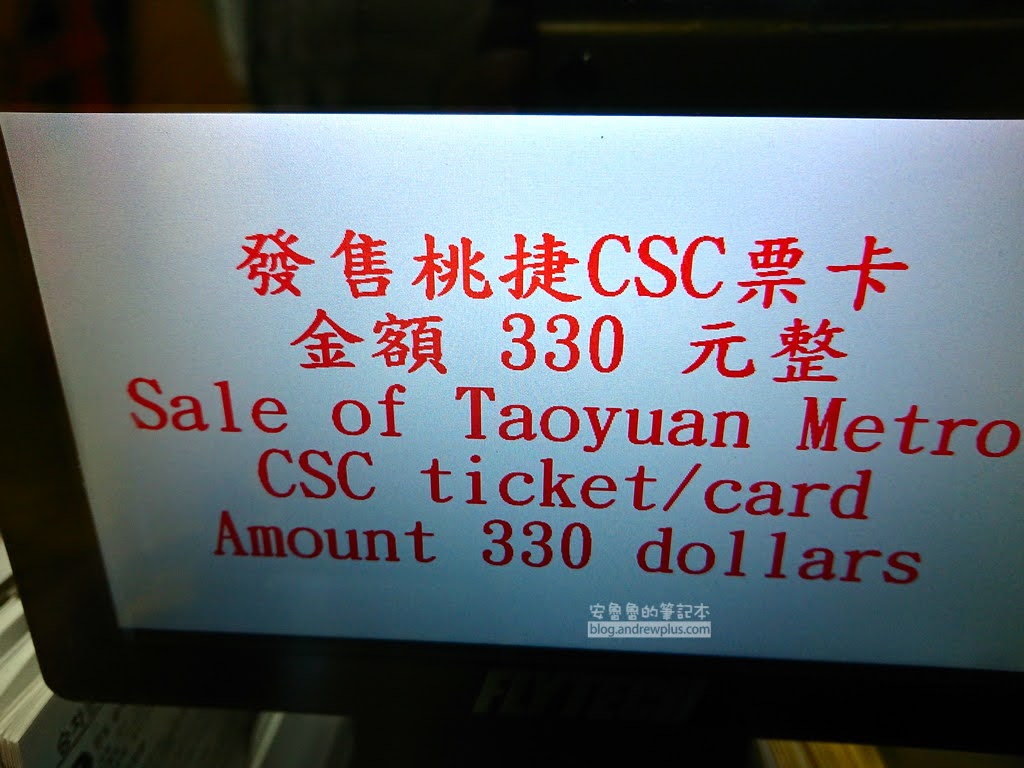 發售桃捷CSC票卡
金額 330 元整
Sale of Taoyuan Metro
CSC ticket/card
Amount 330 dollars
安魯魯的筆記本
blog.andrewplus.com
FLYTECH